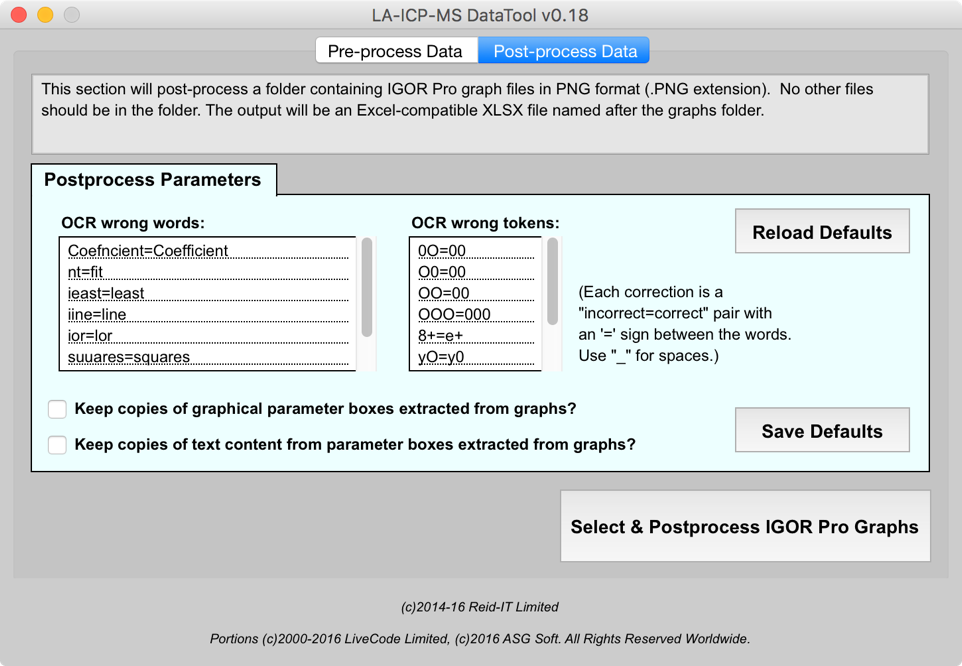 LA-ICP-MS DataTool v0.18
Pre-process Data
Post-process Data
This section will post-process a folder containing IGOR Pro graph files in PNG format (.PNG extension).  No other files
should be in the folder. The output will be an Excel-compatible XLSX file named after the graphs folder.
Postprocess Parameters
OCR wrong words:
Coefncient=Coefficient
nt=fit
ieast=least
iine=line
ior=lor
suuares=squares
OCR wrong tokens:
0O=00
O0=00
OO=00
OOO=000
8+=e+
yO=y0
Reload Defaults
(Each correction is a
"incorrect=correct" pair with
an '=' sign between the words.
Use "_" for spaces.)
Keep copies of graphical parameter boxes extracted from graphs?
Keep copies of text content from parameter boxes extracted from graphs?
Save Defaults
Select & Postprocess IGOR Pro Graphs
(c)2014-16 Reid-IT Limited
Portions (c)2000-2016 LiveCode Limited, (c)2016 ASG Soft. All Rights Reserved Worldwide.